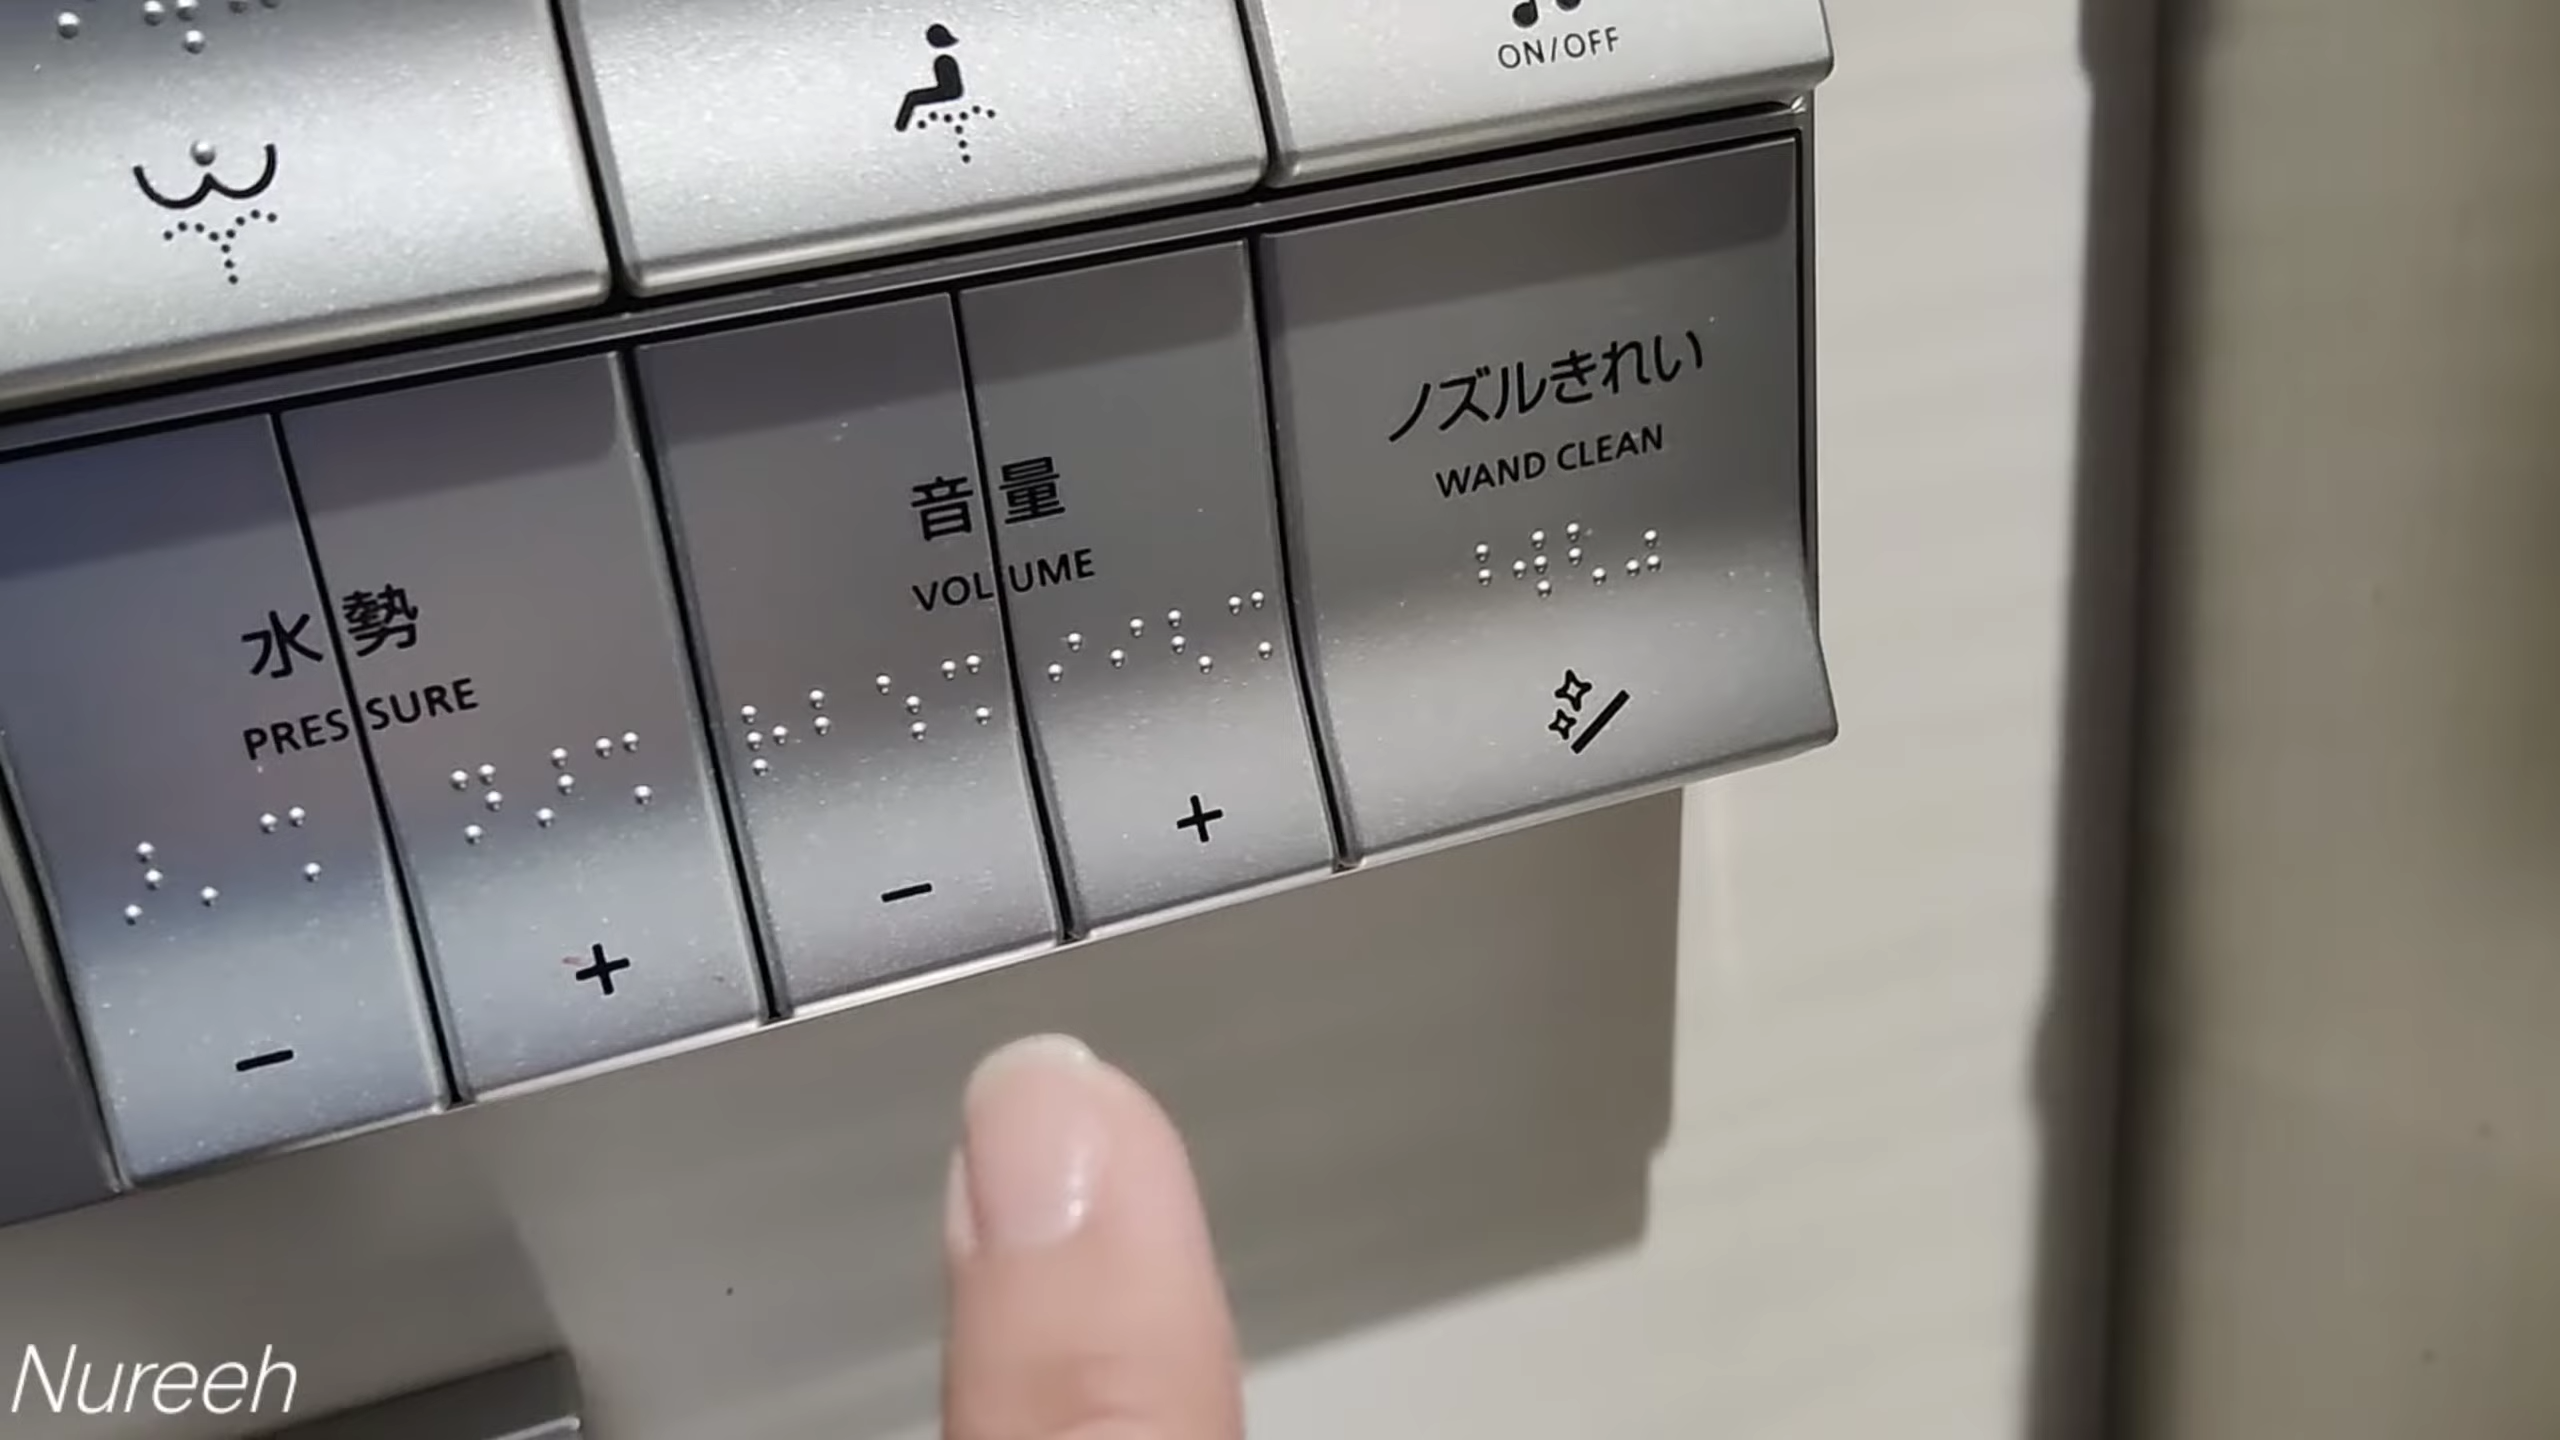 ON/OFF
水勢
PRESSURE
- +
音量
VOLUME
- +
ノズルきれい
WAND CLEAN
Nureeh